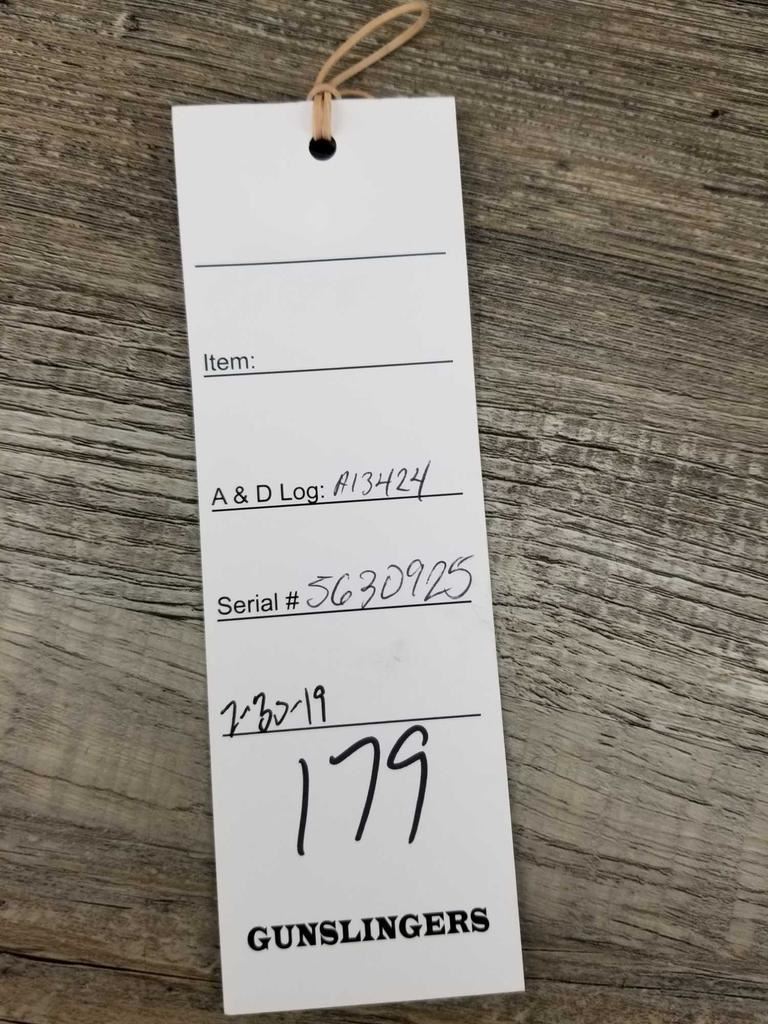 Item:
A & D Log: A13424
Serial # 5630925
7-30-19
179
GUNSLINGERS